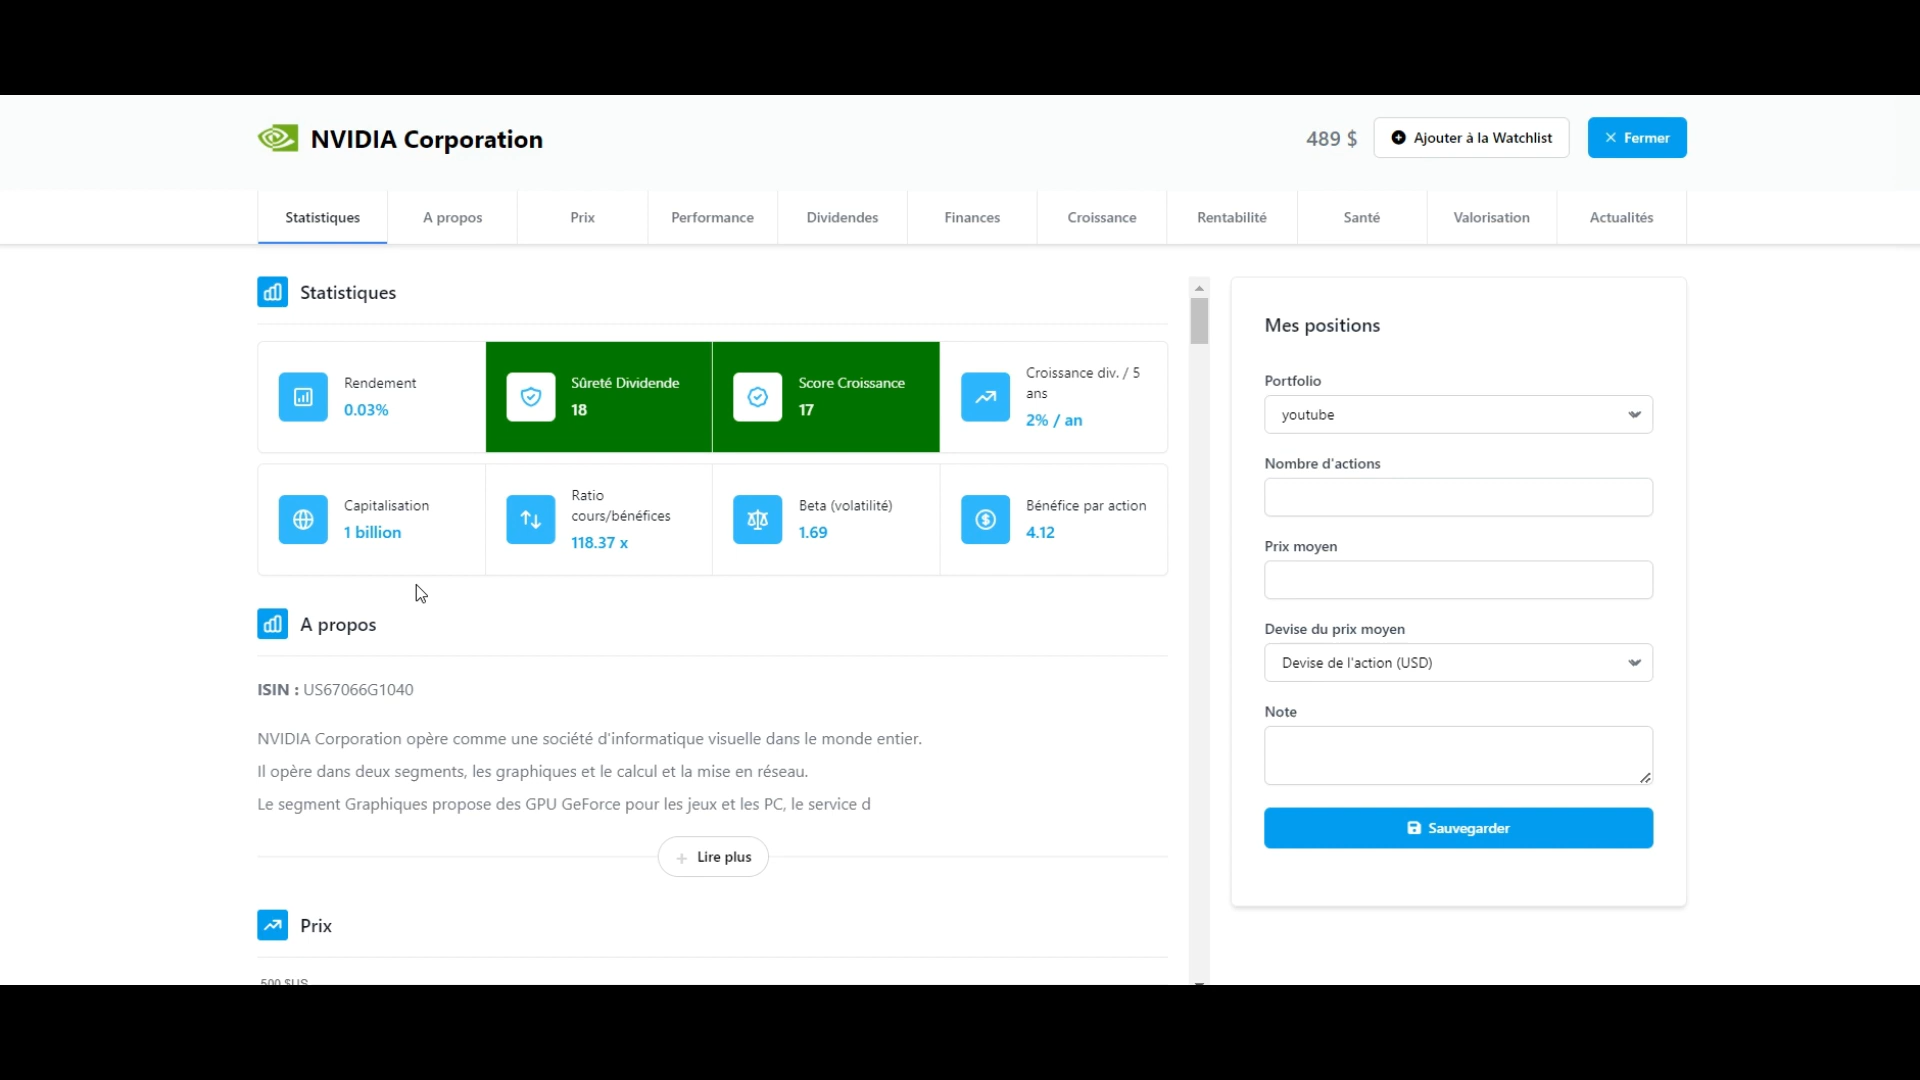 NVIDIA Corporation
489 $
Ajouter à la Watchlist
Fermer
Statistiques
A propos
Prix
Performance
Dividendes
Finances
Croissance
Rentabilité
Santé
Valorisation
Actualités
Statistiques
Rendement
0.03%
Sûreté Dividende
18
Score Croissance
17
Croissance div. / 5
ans
2% / an
Capitalisation
1 billion
Ratio
cours/bénéfices
118.37 x
Beta (volatilité)
1.69
Bénéfice par action
4.12
A propos
ISIN : US67066G1040
NVIDIA Corporation opère comme une société d'informatique visuelle dans le monde entier.
Il opère dans deux segments, les graphiques et le calcul et la mise en réseau.
Le segment Graphiques propose des GPU GeForce pour les jeux et les PC, le service d
Lire plus
Prix
500 $US
Mes positions
Portfolio
youtube
Nombre d'actions
Prix moyen
Devise du prix moyen
Devise de l'action (USD)
Note
Sauvegarder